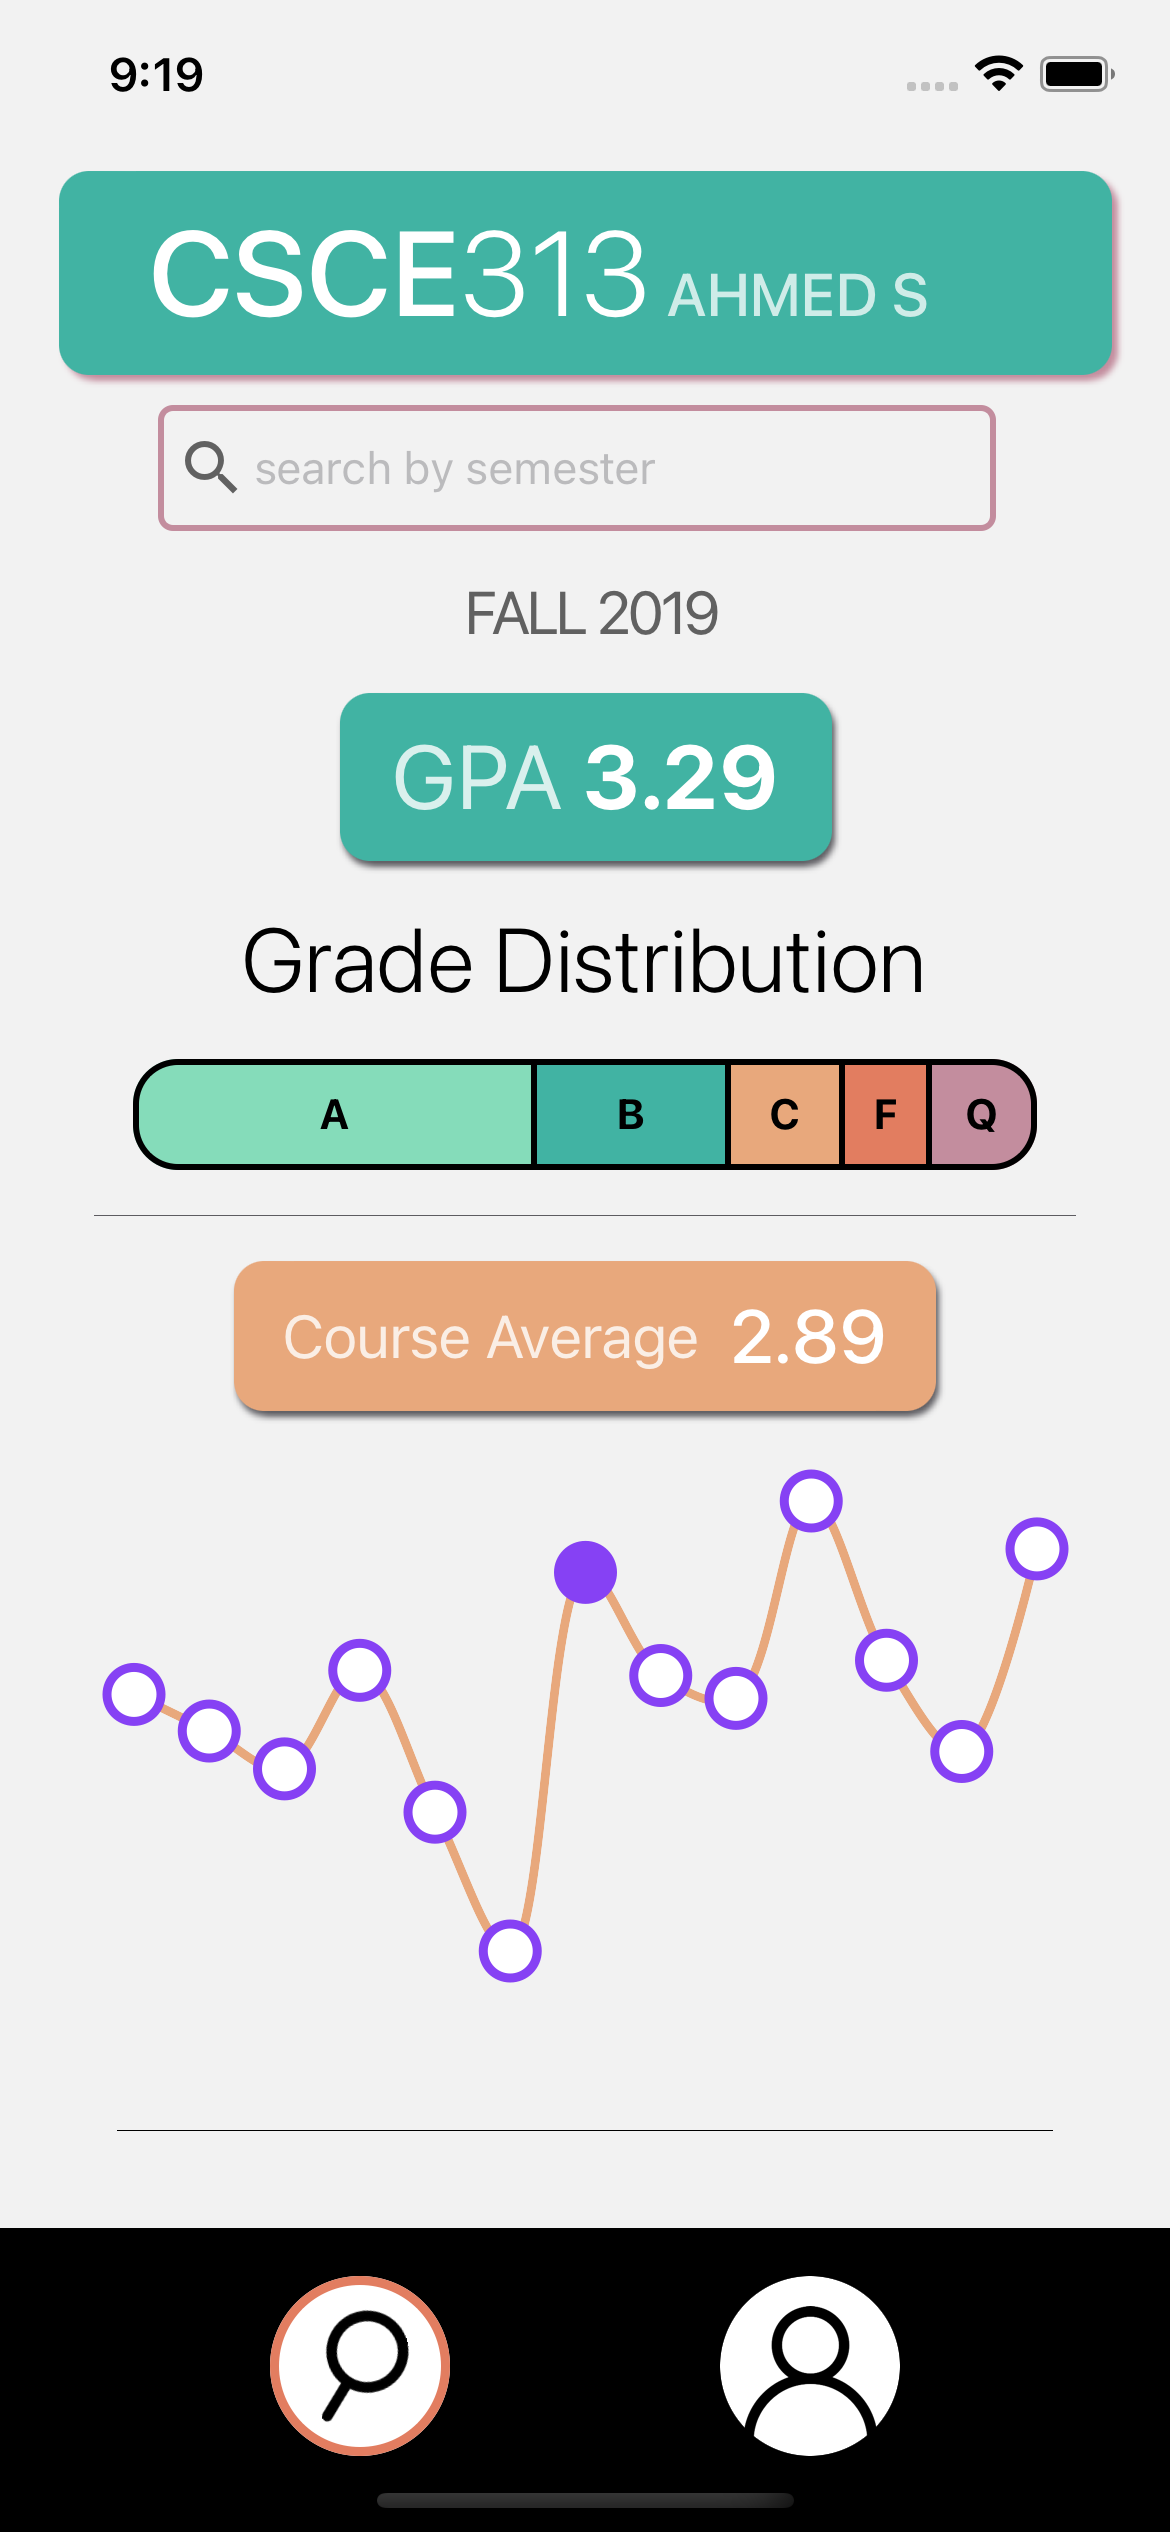 9:19
CSCE313 AHMED S
search by semester
FALL 2019
GPA 3.29
Grade Distribution
A B C F Q
Course Average 2.89